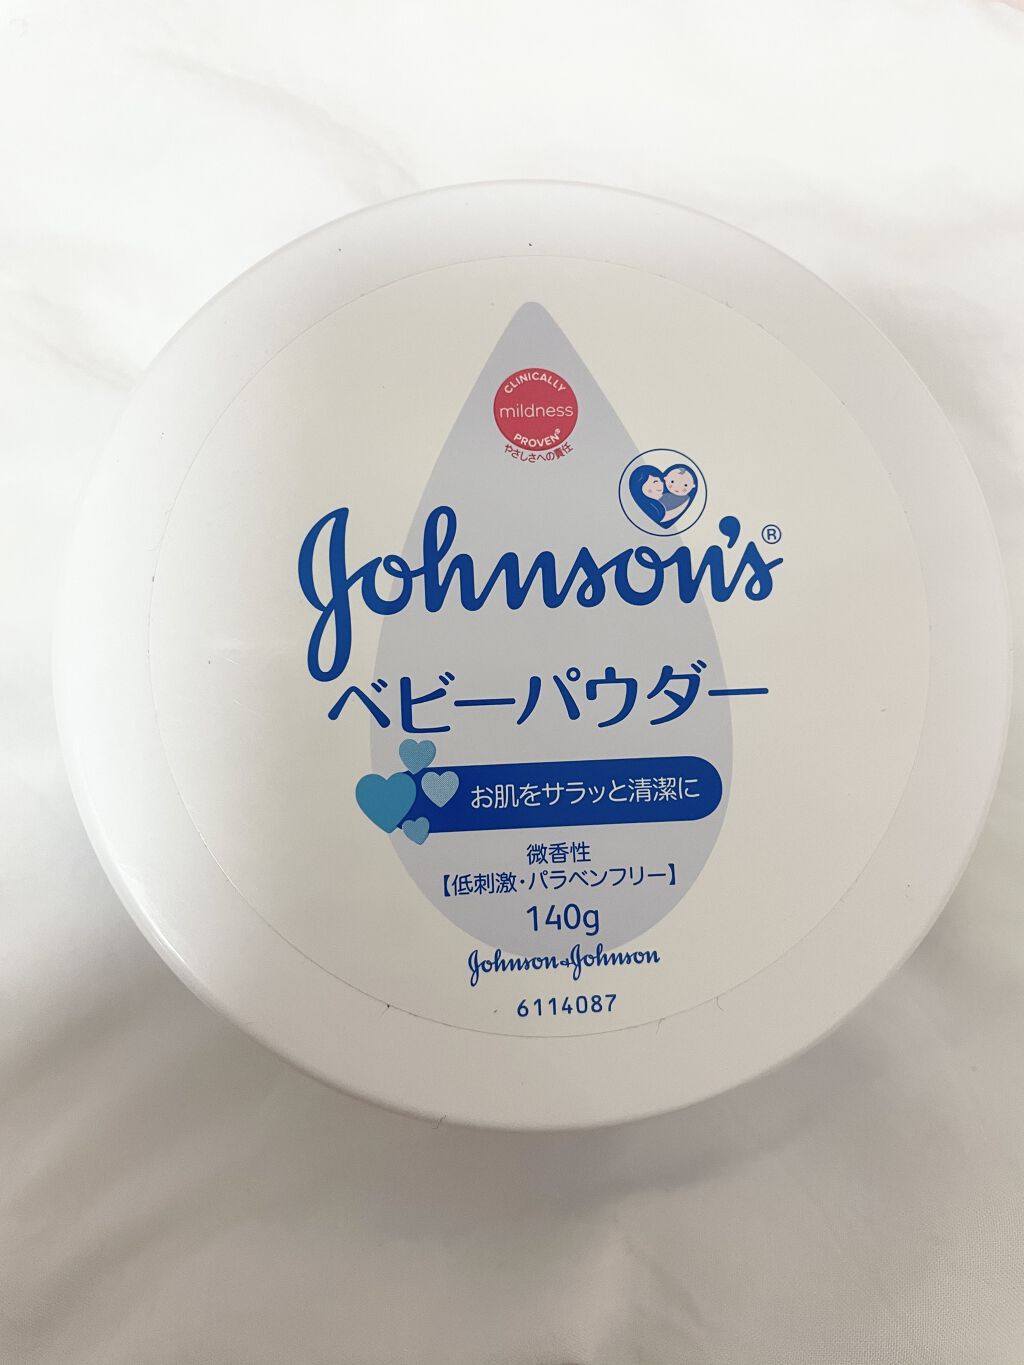 CLINICALLY
mildness
PROVEN®
やさしさへの責任
Johnson's®
ベビーパウダー
お肌をサラッと清潔に
微香性
【低刺激・パラベンフリー】
140g
Johnson&Johnson
6114087